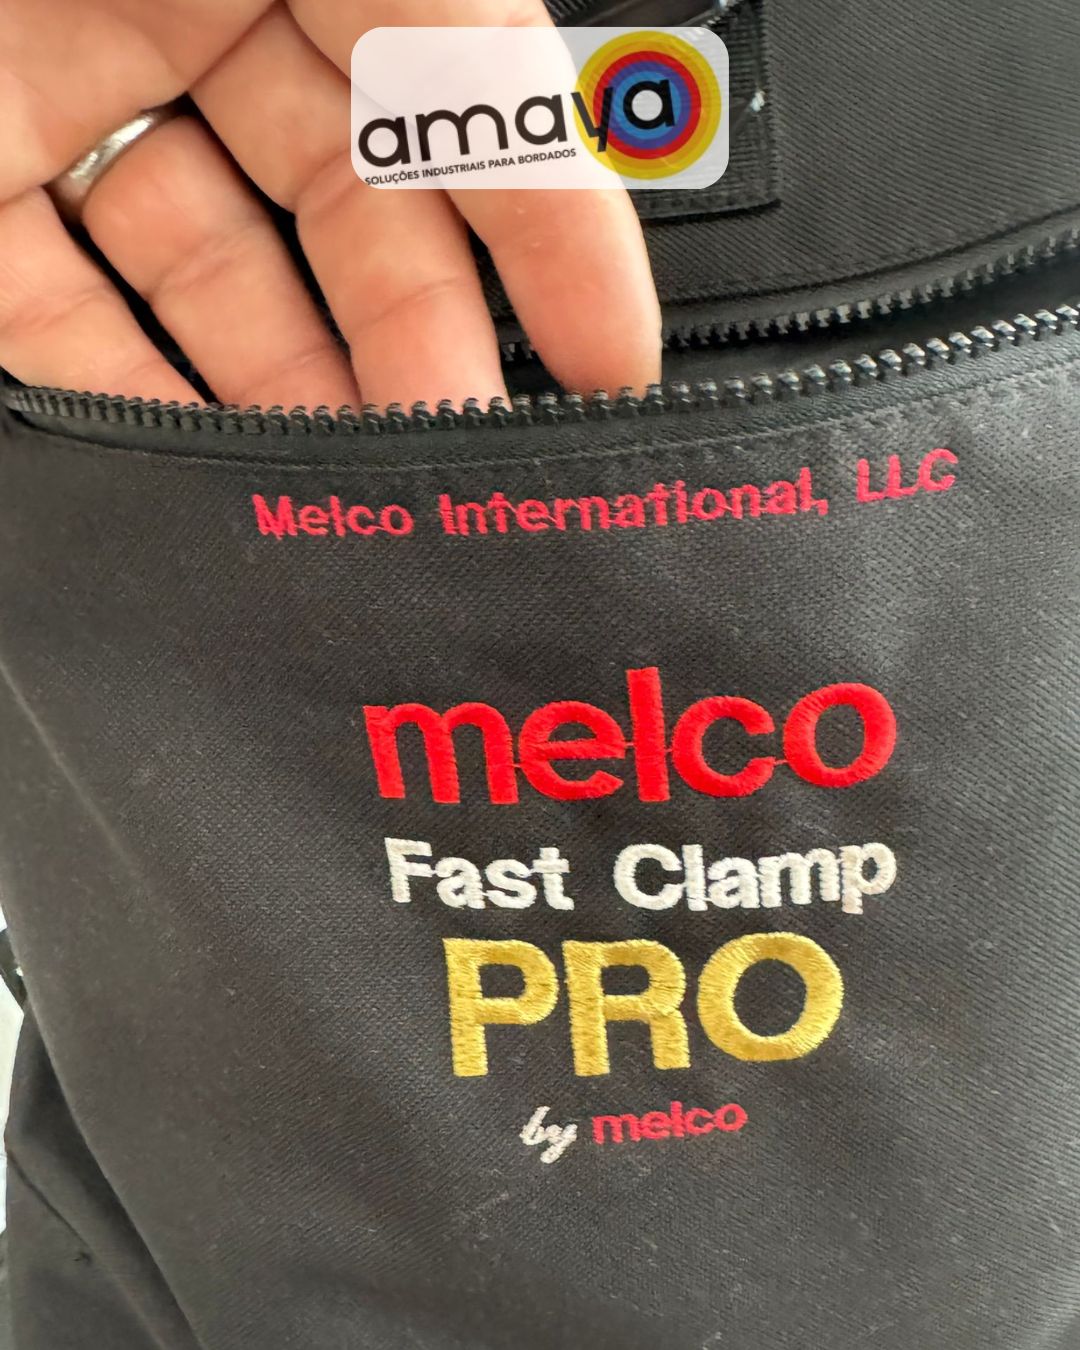 amaya
SOLUÇÕES INDUSTRIAIS PARA BORDADOS
Melco International, LLC
melco
Fast Clamp
PRO
by melco